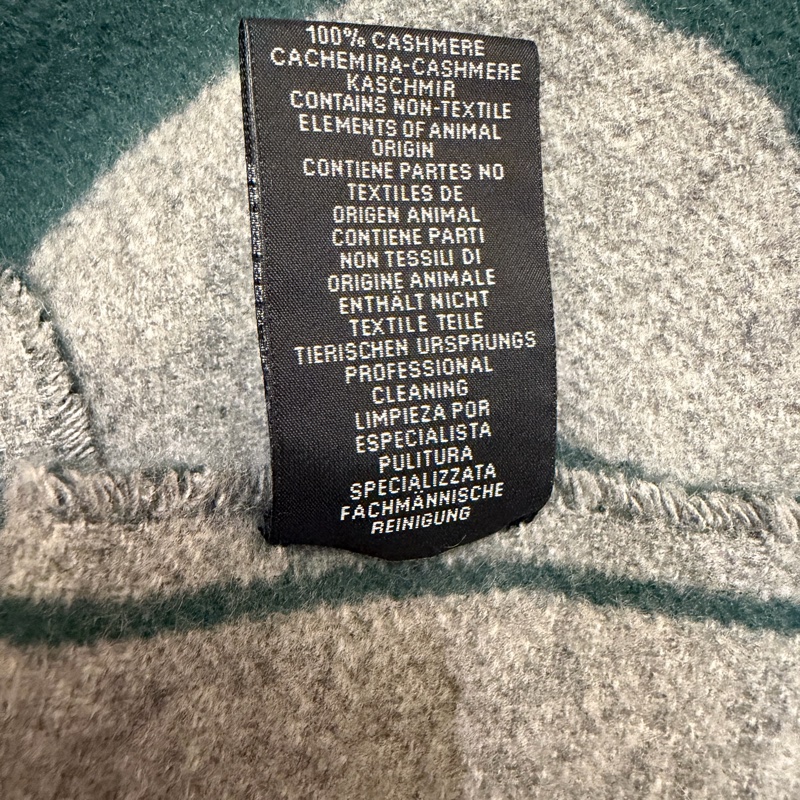 100% CASHMERE
CACHEMIRA-CASHMERE
KASCHMIR
CONTAINS NON-TEXTILE
ELEMENTS OF ANIMAL
ORIGIN
CONTIENE PARTES NO
TEXTILES DE
ORIGEN ANIMAL
CONTIENE PARTI
NON TESSILI DI
ORIGINE ANIMALE
ENTHÄLT NICHT
TEXTILE TEILE
TIERISCHEN URSPRUNGS
PROFESSIONAL
CLEANING
LIMPIEZA POR
ESPECIALISTA
PULITURA
SPECIALIZZATA
FACHMÄNNISCHE
REINIGUNG